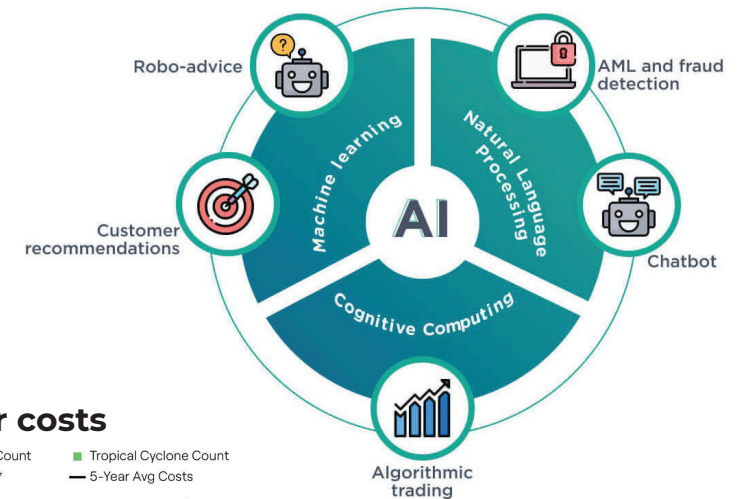 Robo-advice
AML and fraud
detection
Machine learning
Natural Language
Processing
AI
Customer
recommendations
Chatbot
Cognitive Computing
Algorithmic
trading
r costs
Count
Tropical Cyclone Count
5-Year Avg Costs
?
8